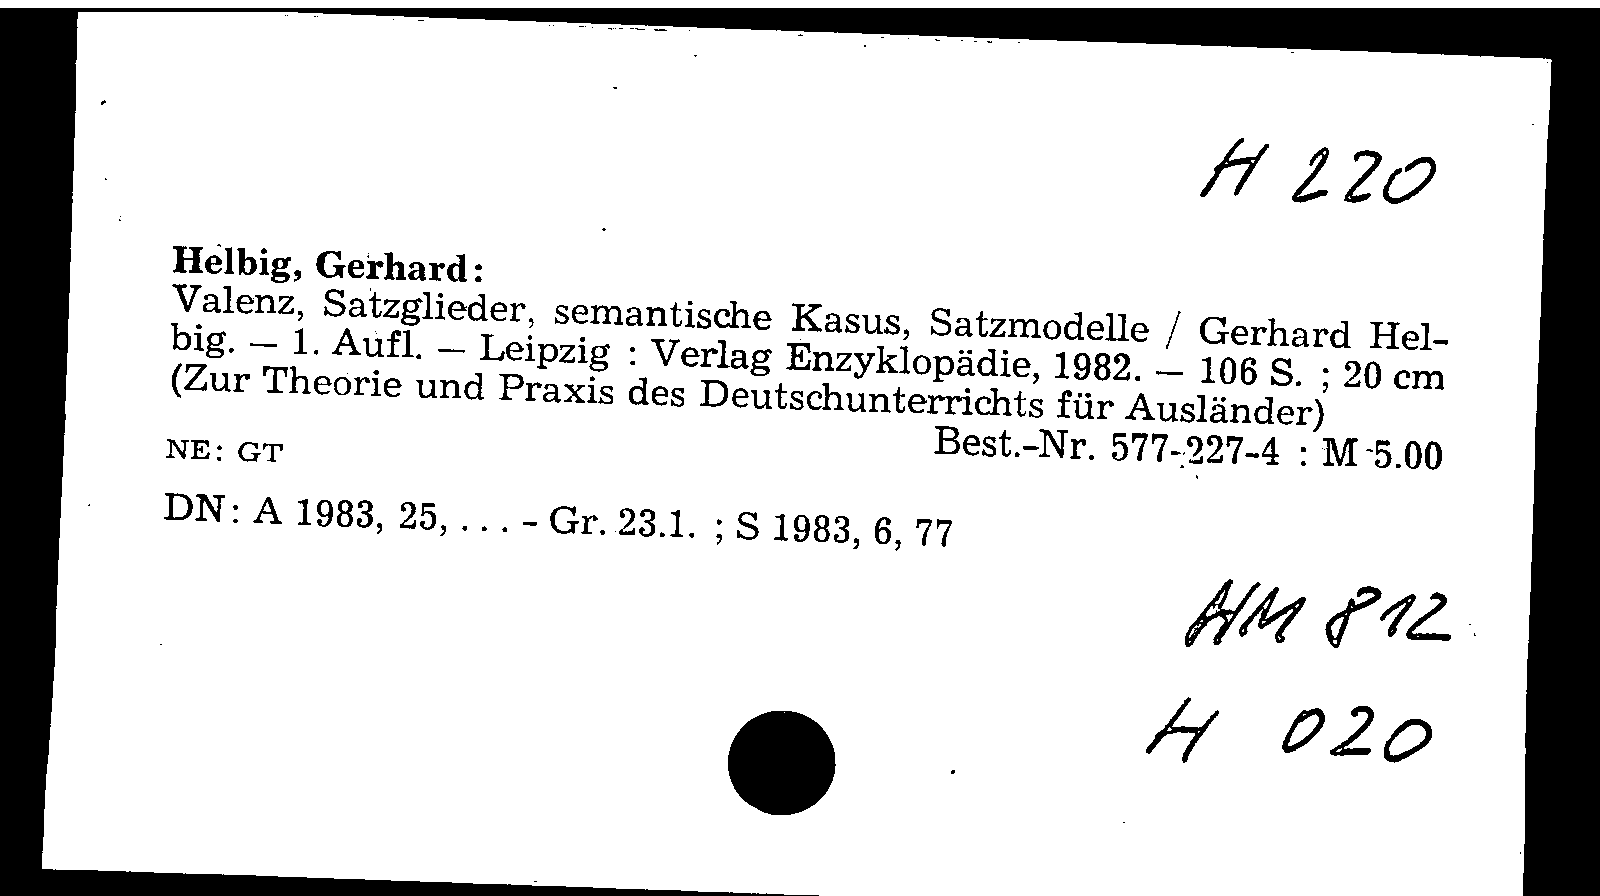 H 220
Helbig, Gerhard:
Valenz, Satzglieder, semantische Kasus, Satzmodelle / Gerhard Hel-
big. — 1. Aufl. — Leipzig : Verlag Enzyklopädie, 1982. — 106 S. ; 20 cm
(Zur Theorie und Praxis des Deutschunterrichts für Ausländer)
Best.-Nr. 577-227-4 : M 5.00
NE: GT
DN: A 1983, 25, . . . - Gr. 23.1. ; S 1983, 6, 77
HM 812
H 020